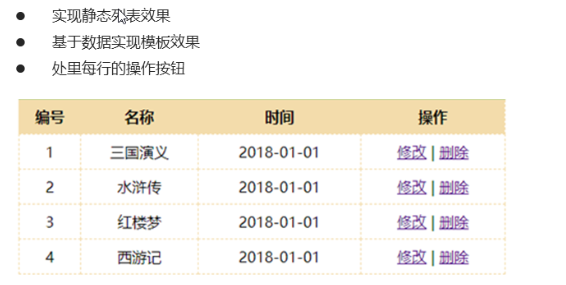 实现静态列表效果
基于数据实现模板效果
处里每行的操作按钮
编号 名称 时间 操作
1 三国演义 2018-01-01 修改 | 删除
2 水浒传 2018-01-01 修改 | 删除
3 红楼梦 2018-01-01 修改 | 删除
4 西游记 2018-01-01 修改 | 删除